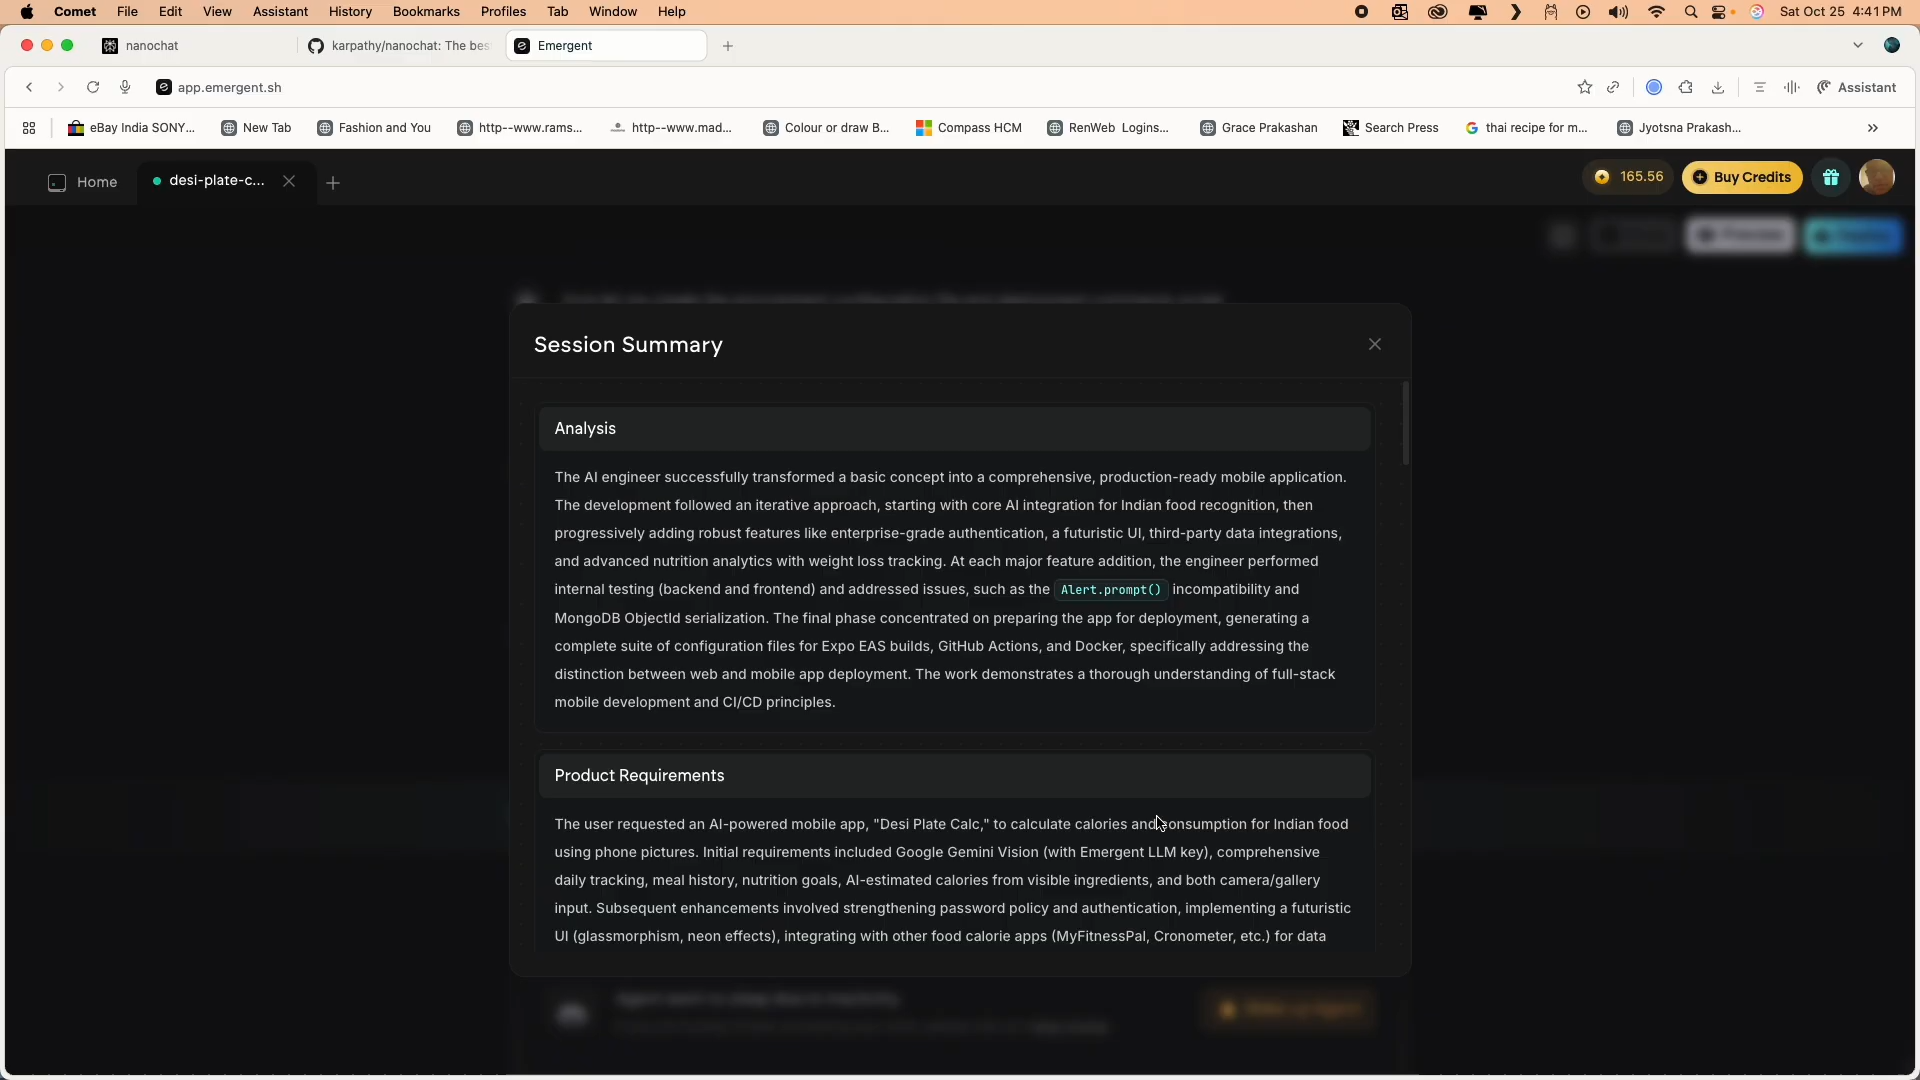 Comet File Edit View Assistant History Bookmarks Profiles Tab Window Help Sat Oct 25 4:41 PM
nanochat karpathy/nanochat: The bes Emergent
app.emergent.sh Assistant
eBay India SONY... New Tab Fashion and You http--www.rams... http--www.mad... Colour or draw B... Compass HCM RenWeb Logins... Grace Prakashan Search Press thai recipe for m... Jyotsna Prakash...
Home desi-plate-c... 165.56 Buy Credits
Session Summary
Analysis
The AI engineer successfully transformed a basic concept into a comprehensive, production-ready mobile application.
The development followed an iterative approach, starting with core AI integration for Indian food recognition, then
progressively adding robust features like enterprise-grade authentication, a futuristic UI, third-party data integrations,
and advanced nutrition analytics with weight loss tracking. At each major feature addition, the engineer performed
internal testing (backend and frontend) and addressed issues, such as the Alert.prompt() incompatibility and
MongoDB ObjectId serialization. The final phase concentrated on preparing the app for deployment, generating a
complete suite of configuration files for Expo EAS builds, GitHub Actions, and Docker, specifically addressing the
distinction between web and mobile app deployment. The work demonstrates a thorough understanding of full-stack
mobile development and CI/CD principles.
Product Requirements
The user requested an AI-powered mobile app, "Desi Plate Calc," to calculate calories and consumption for Indian food
using phone pictures. Initial requirements included Google Gemini Vision (with Emergent LLM key), comprehensive
daily tracking, meal history, nutrition goals, AI-estimated calories from visible ingredients, and both camera/gallery
input. Subsequent enhancements involved strengthening password policy and authentication, implementing a futuristic
UI (glassmorphism, neon effects), integrating with other food calorie apps (MyFitnessPal, Cronometer, etc.) for data